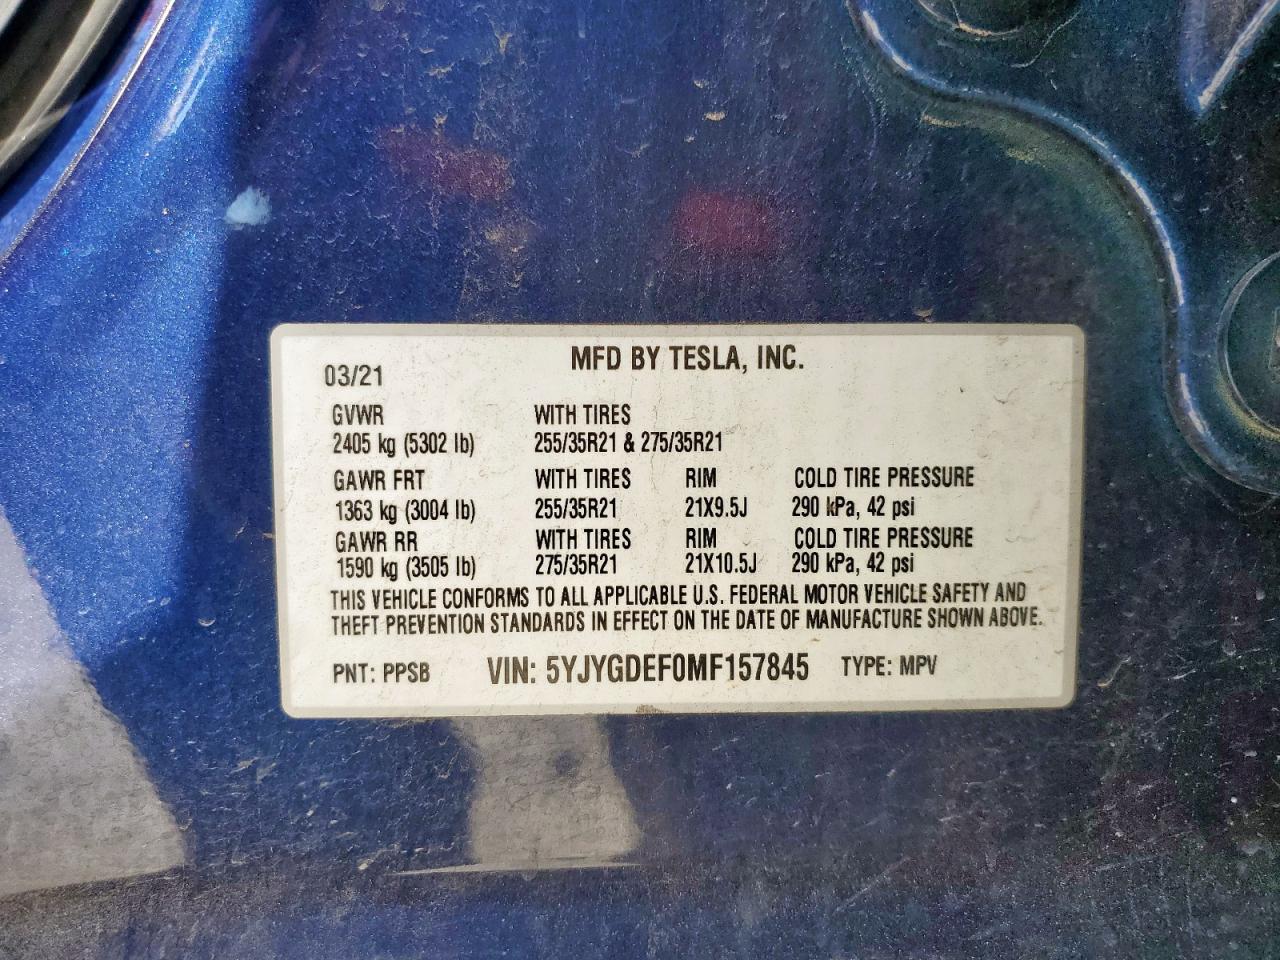 MFD BY TESLA, INC.
03/21
GVWR WITH TIRES
2405 kg (5302 lb) 255/35R21 & 275/35R21
GAWR FRT WITH TIRES RIM COLD TIRE PRESSURE
1363 kg (3004 lb) 255/35R21 21X9.5J 290 kPa, 42 psi
GAWR RR WITH TIRES RIM COLD TIRE PRESSURE
1590 kg (3505 lb) 275/35R21 21X10.5J 290 kPa, 42 psi
THIS VEHICLE CONFORMS TO ALL APPLICABLE U.S. FEDERAL MOTOR VEHICLE SAFETY AND
THEFT PREVENTION STANDARDS IN EFFECT ON THE DATE OF MANUFACTURE SHOWN ABOVE.
PNT: PPSB VIN: 5YJYGDEF0MF157845 TYPE: MPV